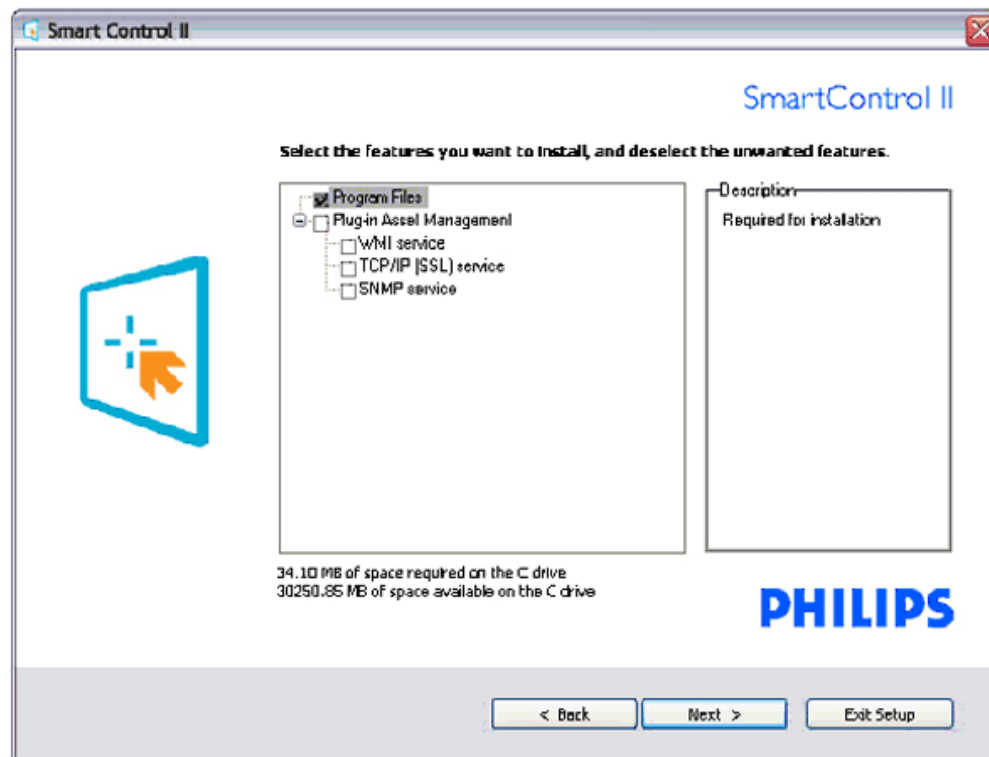 Smart Control II
SmartControl II
Select the features you want to install, and deselect the unwanted features.
Program Files
Plug-in Asset Management
WMI service
TCP/IP (SSL) service
SNMP service
Description
Required for installation
34.10 MB of space required on the C drive
30250.85 MB of space available on the C drive
PHILIPS
< Back
Next >
Exit Setup